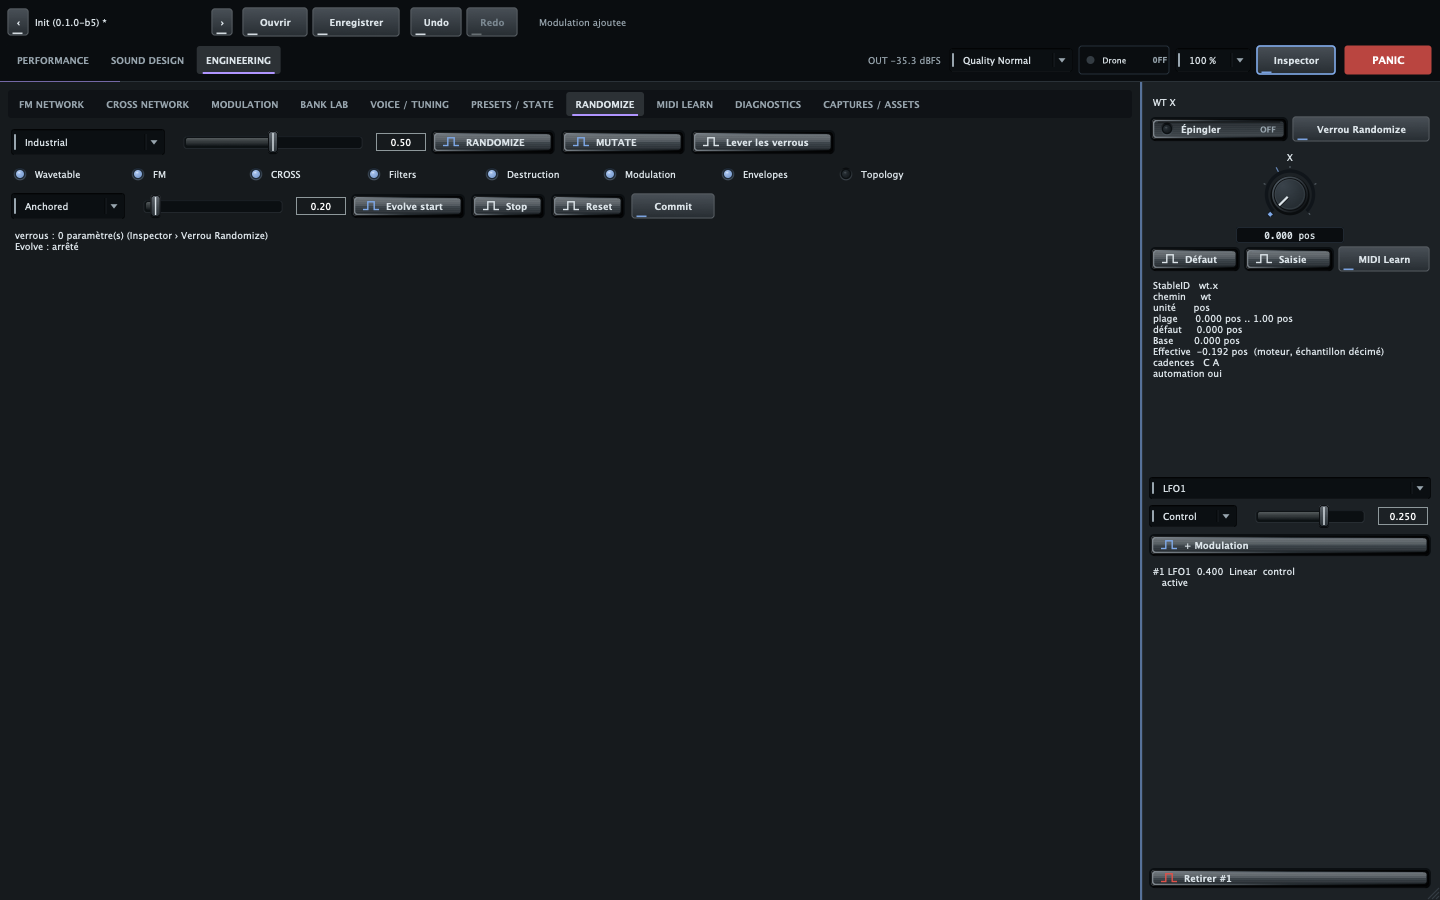 ‹ Init (0.1.0-b5) * › Ouvrir Enregistrer Undo Redo Modulation ajoutee
PERFORMANCE SOUND DESIGN ENGINEERING OUT -35.3 dBFS Quality Normal Drone OFF 100 % Inspector PANIC
FM NETWORK CROSS NETWORK MODULATION BANK LAB VOICE / TUNING PRESETS / STATE RANDOMIZE MIDI LEARN DIAGNOSTICS CAPTURES / ASSETS
Industrial 0.50 RANDOMIZE MUTATE Lever les verrous
Wavetable FM CROSS Filters Destruction Modulation Envelopes Topology
Anchored 0.20 Evolve start Stop Reset Commit
verrous : 0 paramètre(s) (Inspector › Verrou Randomize)
Evolve : arrêté
WT X
Épingler OFF Verrou Randomize
X
0.000 pos
Défaut Saisie MIDI Learn
StableID wt.x
chemin wt
unité pos
plage 0.000 pos .. 1.00 pos
défaut 0.000 pos
Base 0.000 pos
Effective -0.192 pos (moteur, échantillon décimé)
cadences C A
automation oui
LFO1
Control 0.250
+ Modulation
#1 LFO1 0.400 Linear control
active
Retirer #1